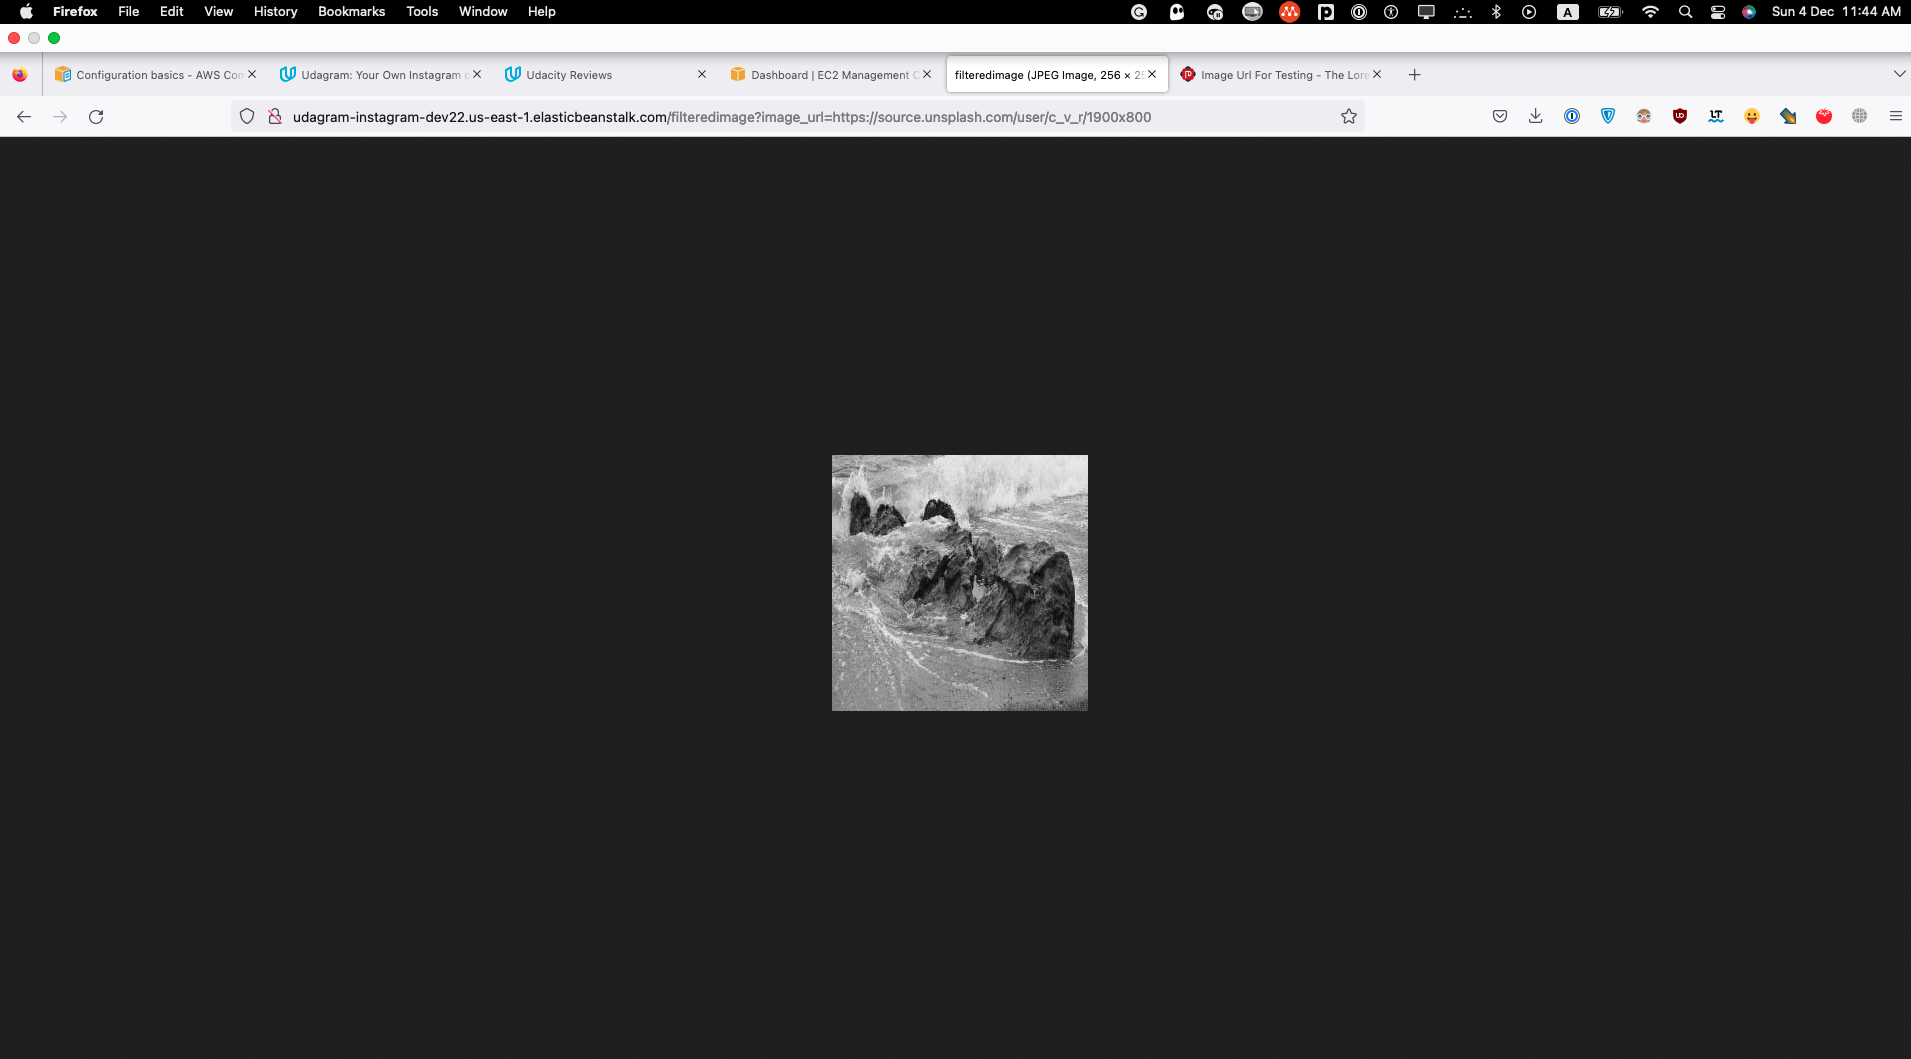 Firefox File Edit View History Bookmarks Tools Window Help A Sun 4 Dec 11:44 AM
Configuration basics - AWS Con Udagram: Your Own Instagram Udacity Reviews Dashboard | EC2 Management filteredimage (JPEG Image, 256 × 25 Image Url For Testing - The Lore
udagram-instagram-dev22.us-east-1.elasticbeanstalk.com/filteredimage?image_url=https://source.unsplash.com/user/c_v_r/1900x800 LT